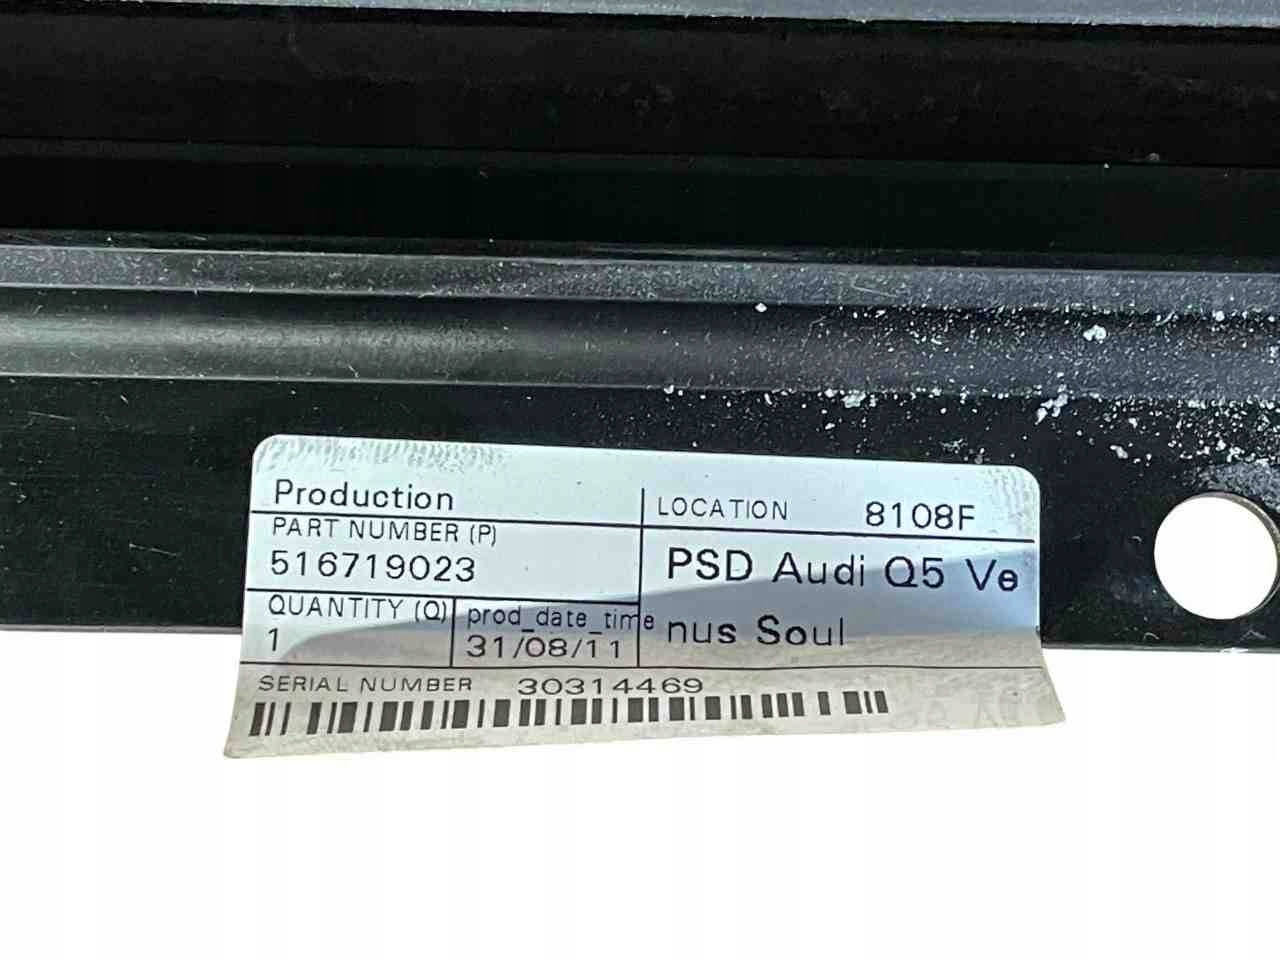 Production
LOCATION 8108F
PART NUMBER (P)
516719023
PSD Audi Q5 Ve
nus Soul
QUANTITY (Q)
1
prod_date_time
31/08/11
SERIAL NUMBER 30314469